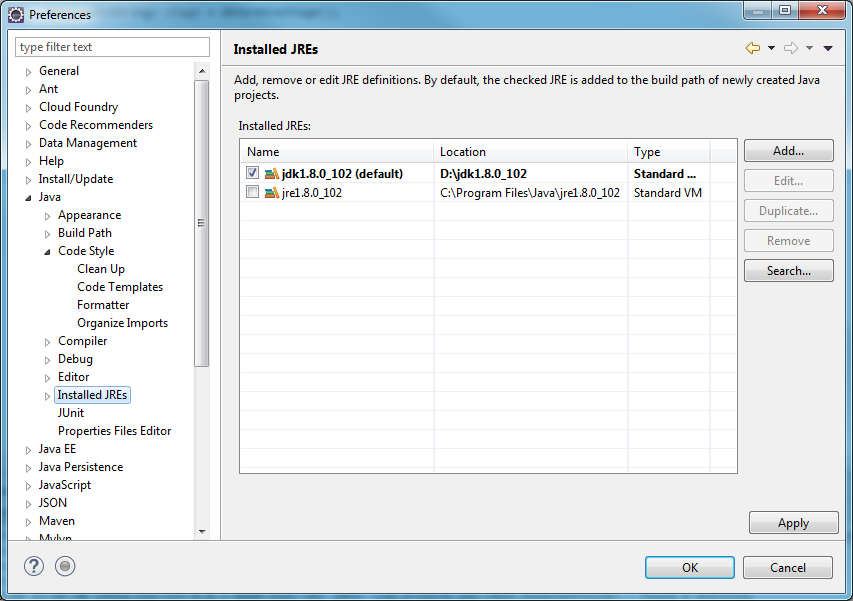 Preferences
type filter text
General
Ant
Cloud Foundry
Code Recommenders
Data Management
Help
Install/Update
Java
Appearance
Build Path
Code Style
Clean Up
Code Templates
Formatter
Organize Imports
Compiler
Debug
Editor
Installed JREs
JUnit
Properties Files Editor
Java EE
Java Persistence
JavaScript
JSON
Maven
Mylyn
Installed JREs
Add, remove or edit JRE definitions. By default, the checked JRE is added to the build path of newly created Java
projects.
Installed JREs:
Name Location Type
jdk1.8.0_102 (default) D:\jdk1.8.0_102 Standard ...
jre1.8.0_102 C:\Program Files\Java\jre1.8.0_102 Standard VM
Add...
Edit...
Duplicate...
Remove
Search...
Apply
OK Cancel